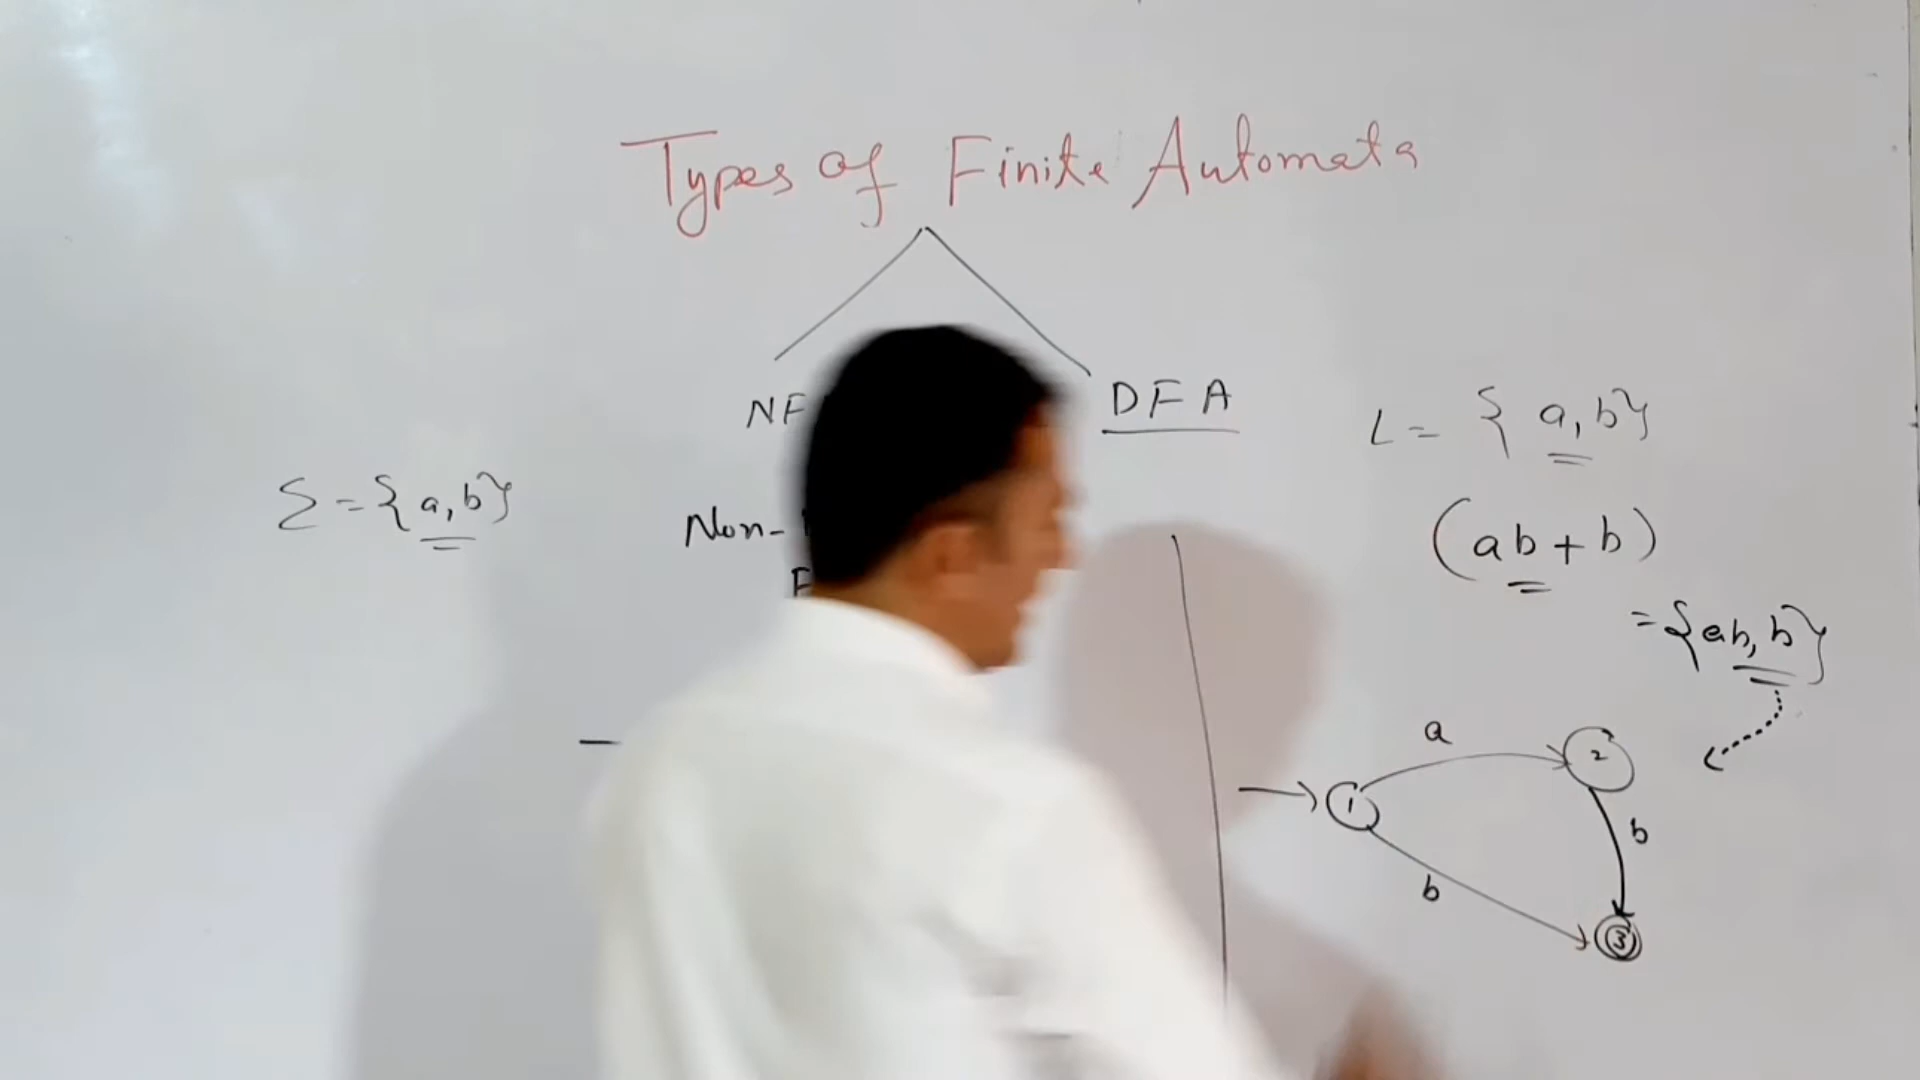 Types of Finite Automata
NF
DFA
L = { a, b}
Σ = {a, b}
Non-
(ab + b)
= {ab, b}
a
2
1
b
b
3